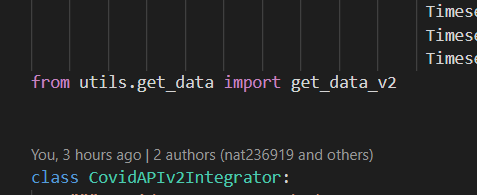 Timese
Timese
Timese
from utils.get_data import get_data_v2
You, 3 hours ago | 2 authors (nat236919 and others)
class CovidAPIv2Integrator: